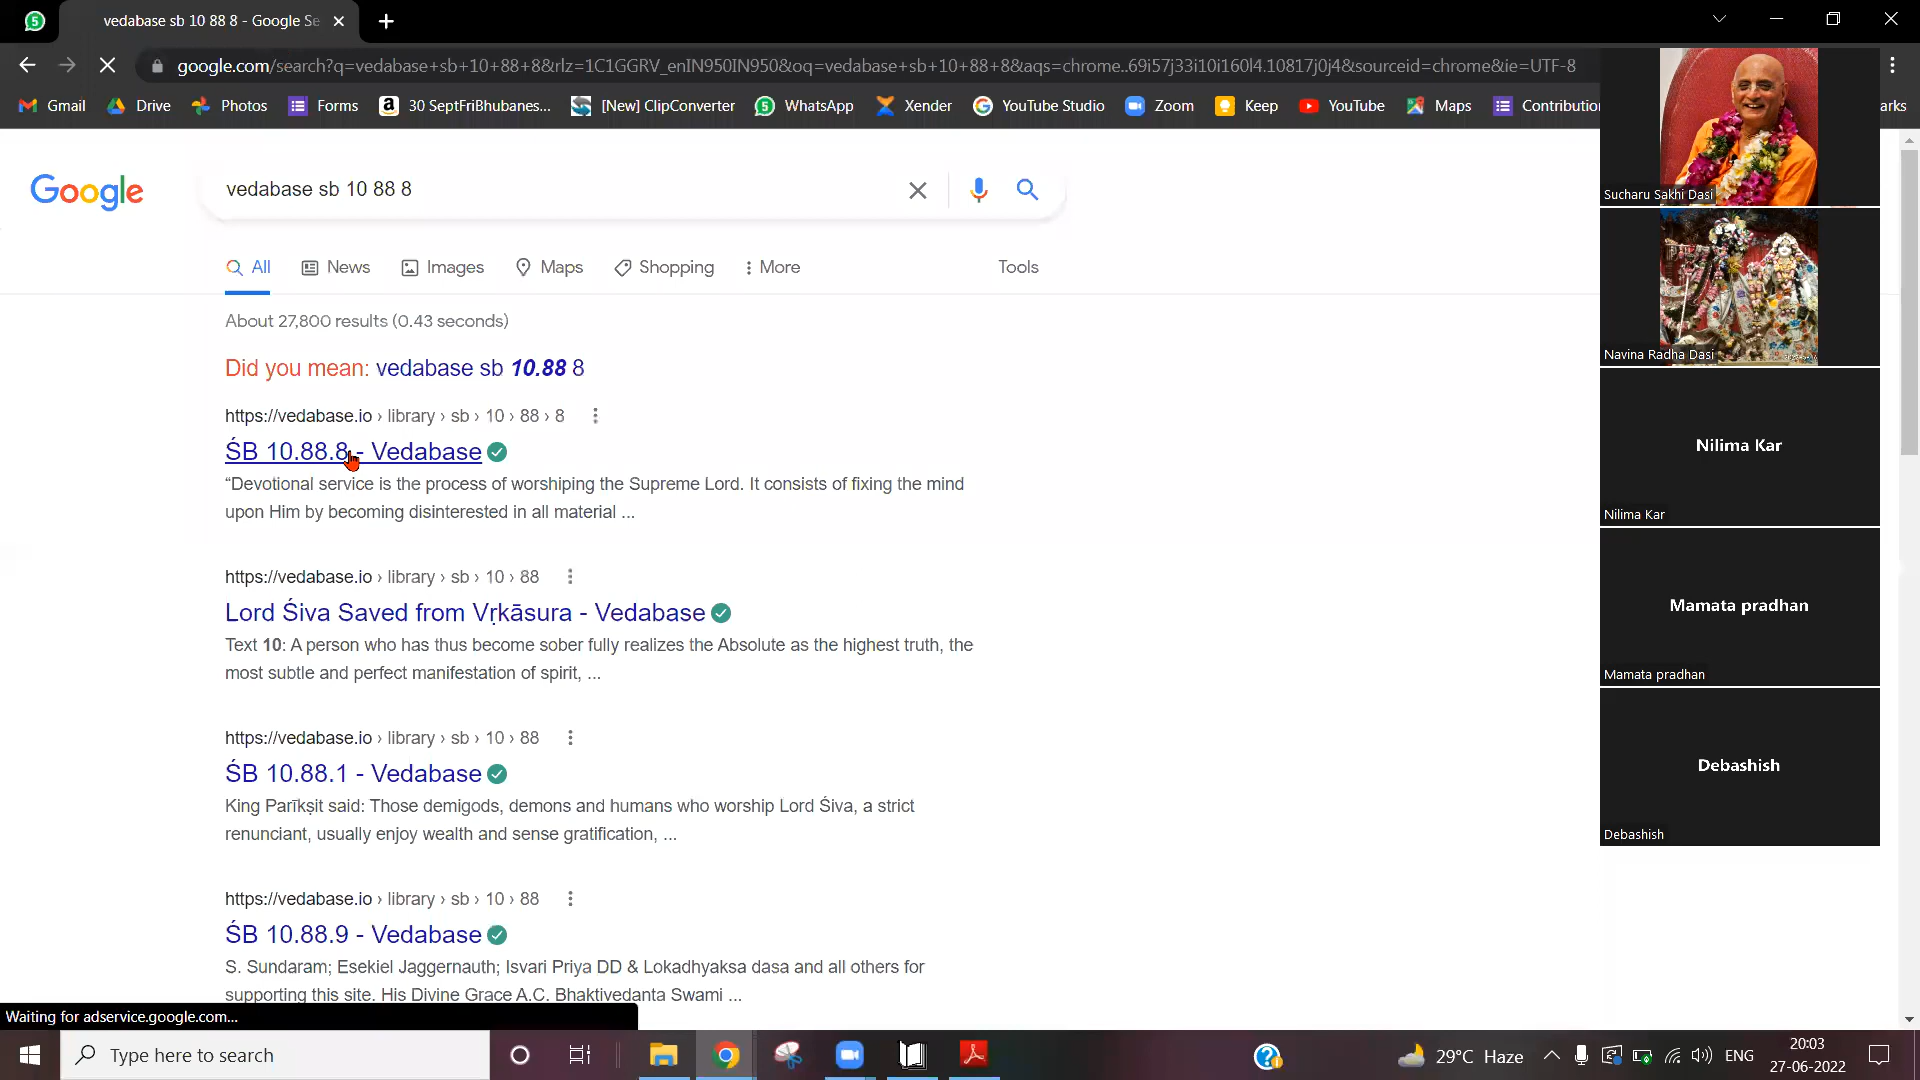 vedabase sb 10 88 8 - Google Se
google.com/search?q=vedabase+sb+10+88+8&rlz=1C1GGRV_enIN950IN950&oq=vedabase+sb+10+88+8&aqs=chrome..69i57j33i10i160l4.10817j0j4&sourceid=chrome&ie=UTF-8
Gmail Drive Photos Forms 30 SeptFriBhubanes... [New] ClipConverter WhatsApp Xender YouTube Studio Zoom Keep YouTube Maps Contributio arks
Google
vedabase sb 10 88 8
All News Images Maps Shopping More Tools
About 27,800 results (0.43 seconds)
Did you mean: vedabase sb 10.88 8
https://vedabase.io › library › sb › 10 › 88 › 8
ŚB 10.88.8 - Vedabase
“Devotional service is the process of worshiping the Supreme Lord. It consists of fixing the mind
upon Him by becoming disinterested in all material ...
https://vedabase.io › library › sb › 10 › 88
Lord Śiva Saved from Vṛkāsura - Vedabase
Text 10: A person who has thus become sober fully realizes the Absolute as the highest truth, the
most subtle and perfect manifestation of spirit, ...
https://vedabase.io › library › sb › 10 › 88
ŚB 10.88.1 - Vedabase
King Parīkṣit said: Those demigods, demons and humans who worship Lord Śiva, a strict
renunciant, usually enjoy wealth and sense gratification, ...
https://vedabase.io › library › sb › 10 › 88
ŚB 10.88.9 - Vedabase
S. Sundaram; Esekiel Jaggernauth; Isvari Priya DD & Lokadhyaksa dasa and all others for
supporting this site. His Divine Grace A.C. Bhaktivedanta Swami ...
Waiting for adservice.google.com...
Sucharu Sakhi Dasi
Navina Radha Dasi
Nilima Kar
Nilima Kar
Mamata pradhan
Mamata pradhan
Debashish
Debashish
Type here to search
29°C Haze
ENG
20:03
27-06-2022